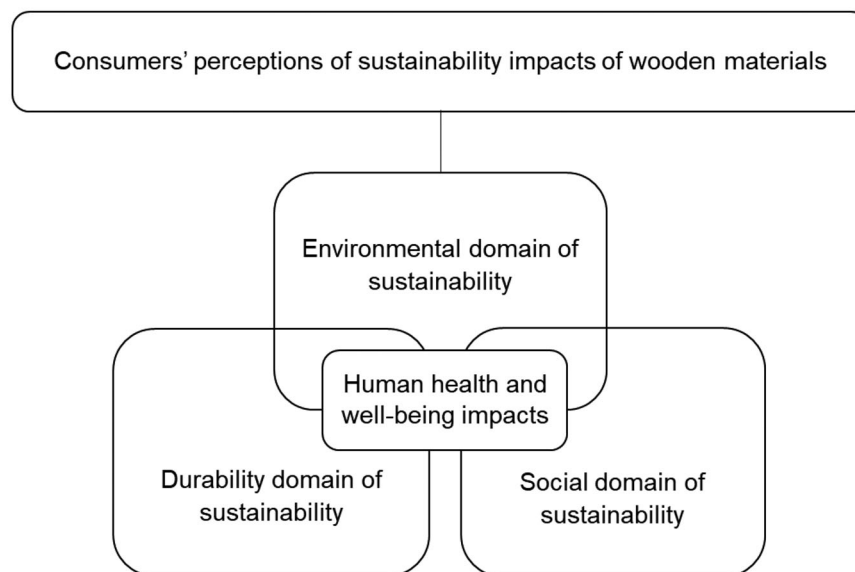 Consumers’ perceptions of sustainability impacts of wooden materials
Environmental domain of
sustainability
Human health and
well-being impacts
Durability domain of
sustainability
Social domain of
sustainability